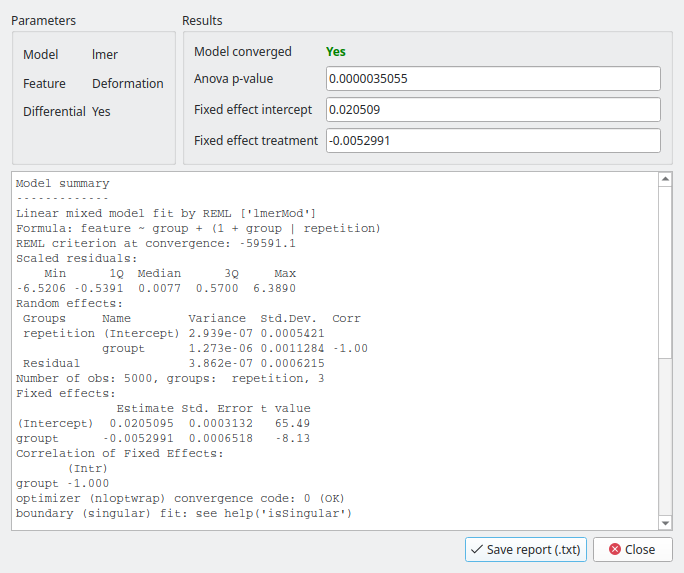 Parameters
Results
Model lmer
Feature Deformation
Differential Yes
Model converged Yes
Anova p-value 0.0000035055
Fixed effect intercept 0.020509
Fixed effect treatment -0.0052991
Model summary
-------------
Linear mixed model fit by REML ['lmerMod']
Formula: feature ~ group + (1 + group | repetition)
REML criterion at convergence: -59591.1
Scaled residuals:
    Min      1Q  Median      3Q     Max
-6.5206 -0.5391  0.0077  0.5700  6.3890
Random effects:
 Groups     Name        Variance  Std.Dev.  Corr
 repetition (Intercept) 2.939e-07 0.0005421
            groupt      1.273e-06 0.0011284 -1.00
 Residual               3.862e-07 0.0006215
Number of obs: 5000, groups:  repetition, 3
Fixed effects:
              Estimate Std. Error t value
(Intercept)  0.0205095  0.0003132   65.49
groupt      -0.0052991  0.0006518   -8.13
Correlation of Fixed Effects:
       (Intr)
groupt -1.000
optimizer (nloptwrap) convergence code: 0 (OK)
boundary (singular) fit: see help('isSingular')
Save report (.txt)
Close